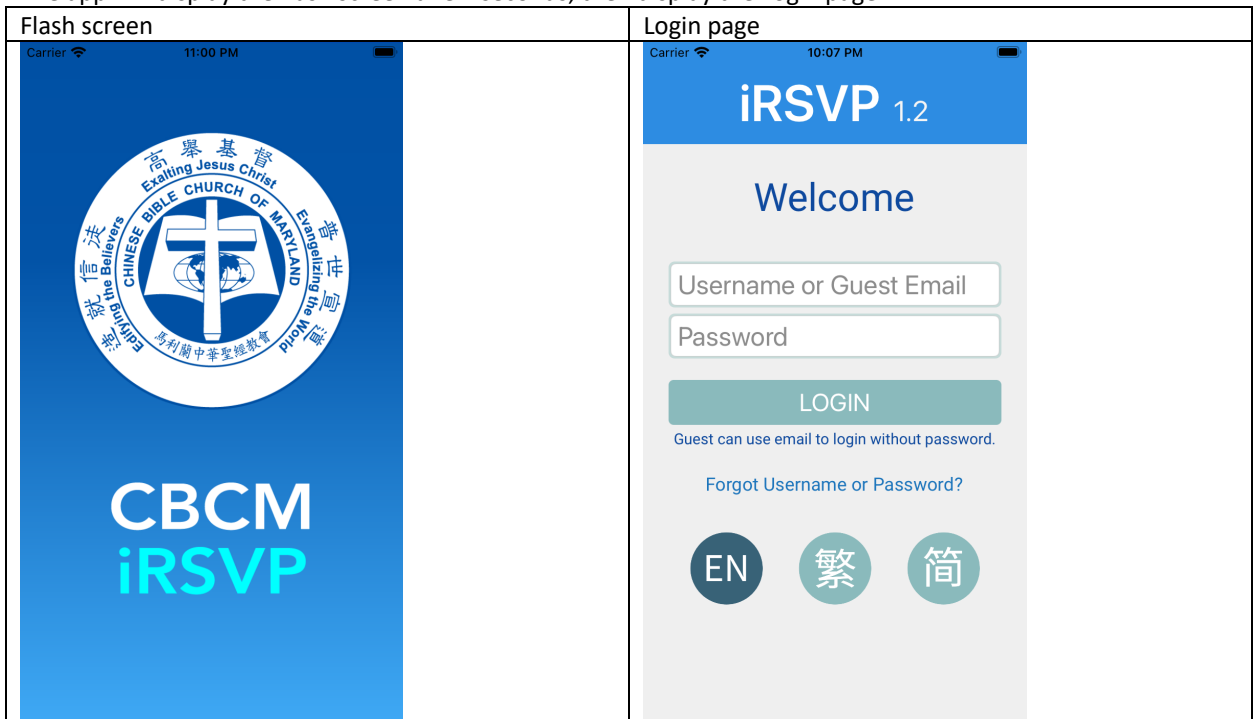 Flash screen
Carrier 11:00 PM
高舉基督
Exalting Jesus Christ
普世宣道
Evangelizing the World
造就信徒
Edifying the Believers
CHINESE BIBLE CHURCH OF MARYLAND
馬利蘭中華聖經教會
CBCM
iRSVP
Login page
Carrier 10:07 PM
iRSVP 1.2
Welcome
Username or Guest Email
Password
LOGIN
Guest can use email to login without password.
Forgot Username or Password?
EN 繁 简